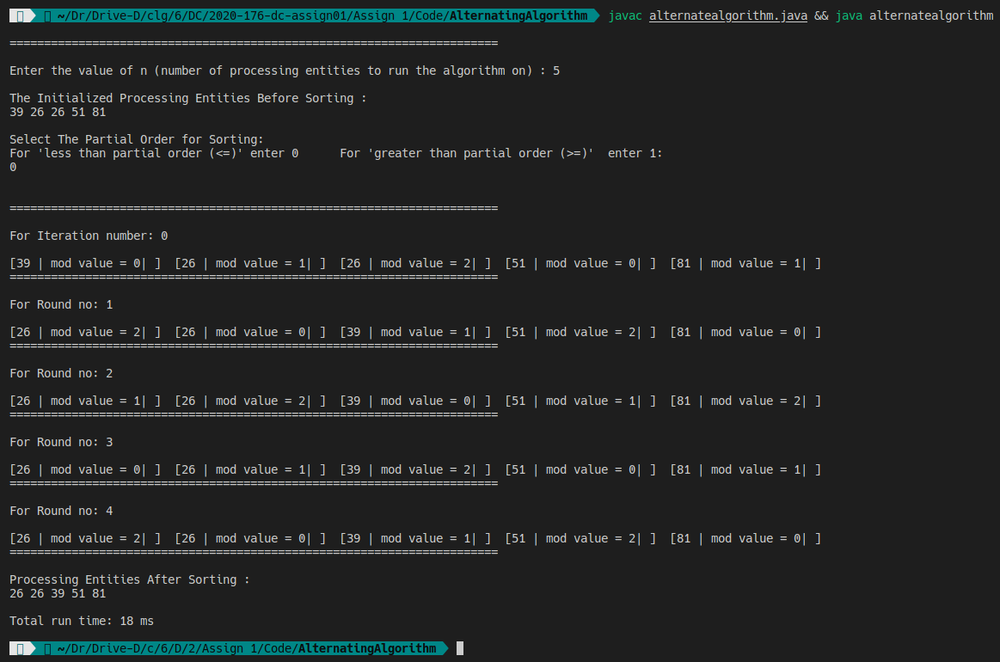 ~/Dr/Drive-D/clg/6/DC/2020-176-dc-assign01/Assign 1/Code/AlternatingAlgorithm javac alternatealgorithm.java && java alternatealgorithm
=======================================================================
Enter the value of n (number of processing entities to run the algorithm on) : 5
The Initialized Processing Entities Before Sorting :
39 26 26 51 81
Select The Partial Order for Sorting:
For 'less than partial order (<=)' enter 0      For 'greater than partial order (>=)'  enter 1:
0
=======================================================================
For Iteration number: 0
[39 | mod value = 0| ]  [26 | mod value = 1| ]  [26 | mod value = 2| ]  [51 | mod value = 0| ]  [81 | mod value = 1| ]
=======================================================================
For Round no: 1
[26 | mod value = 2| ]  [26 | mod value = 0| ]  [39 | mod value = 1| ]  [51 | mod value = 2| ]  [81 | mod value = 0| ]
=======================================================================
For Round no: 2
[26 | mod value = 1| ]  [26 | mod value = 2| ]  [39 | mod value = 0| ]  [51 | mod value = 1| ]  [81 | mod value = 2| ]
=======================================================================
For Round no: 3
[26 | mod value = 0| ]  [26 | mod value = 1| ]  [39 | mod value = 2| ]  [51 | mod value = 0| ]  [81 | mod value = 1| ]
=======================================================================
For Round no: 4
[26 | mod value = 2| ]  [26 | mod value = 0| ]  [39 | mod value = 1| ]  [51 | mod value = 2| ]  [81 | mod value = 0| ]
=======================================================================
Processing Entities After Sorting :
26 26 39 51 81
Total run time: 18 ms
~/Dr/Drive-D/c/6/D/2/Assign 1/Code/AlternatingAlgorithm